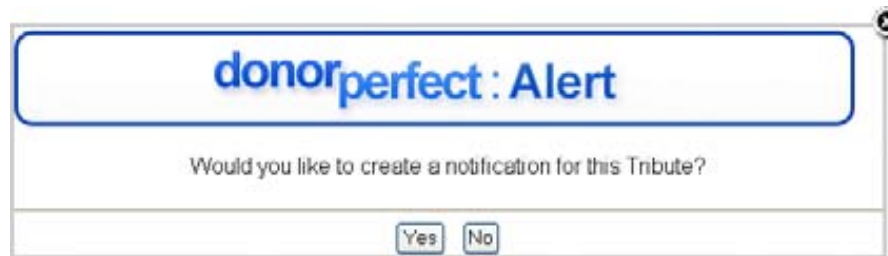 donorperfect : Alert
Would you like to create a notification for this Tribute?
Yes No